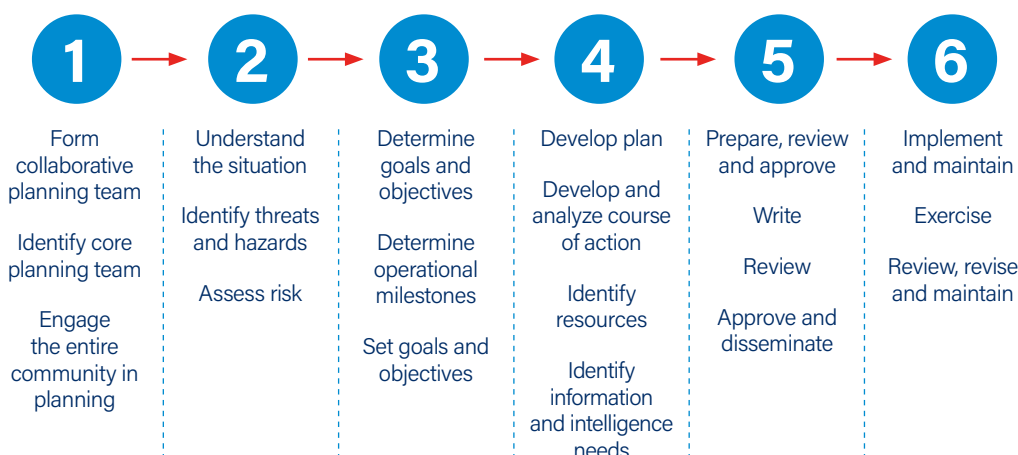 1
2
3
4
5
6
Form
collaborative
planning team
Identify core
planning team
Engage
the entire
community in
planning
Understand
the situation
Identify threats
and hazards
Assess risk
Determine
goals and
objectives
Determine
operational
milestones
Set goals and
objectives
Develop plan
Develop and
analyze course
of action
Identify
resources
Identify
information
and intelligence
needs
Prepare, review
and approve
Write
Review
Approve and
disseminate
Implement
and maintain
Exercise
Review, revise
and maintain